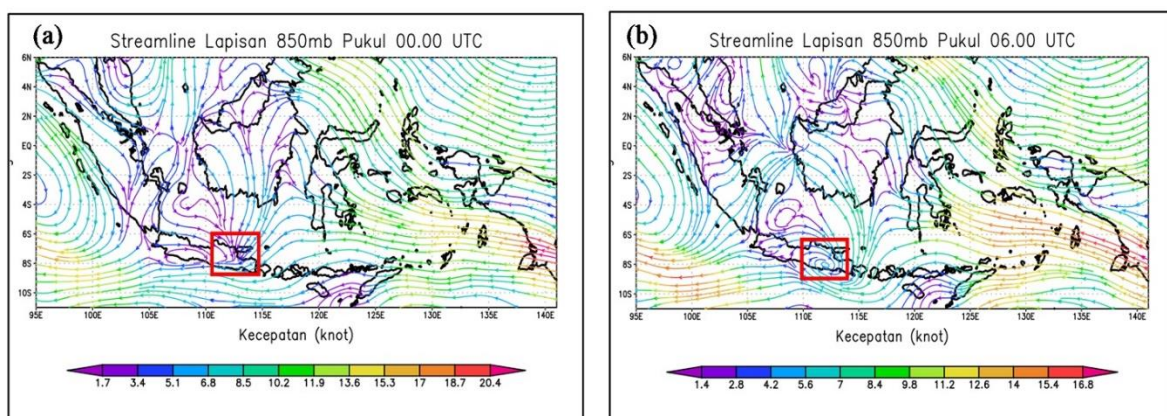 (a)
Streamline Lapisan 850mb Pukul 00.00 UTC
6N
4N
2N
EQ
2S
4S
6S
8S
10S
95E 100E 105E 110E 115E 120E 125E 130E 135E 140E
Kecepatan (knot)
1.7 3.4 5.1 6.8 8.5 10.2 11.9 13.6 15.3 17 18.7 20.4
(b)
Streamline Lapisan 850mb Pukul 06.00 UTC
6N
4N
2N
EQ
2S
4S
6S
8S
10S
95E 100E 105E 110E 115E 120E 125E 130E 135E 140E
Kecepatan (knot)
1.4 2.8 4.2 5.6 7 8.4 9.8 11.2 12.6 14 15.4 16.8